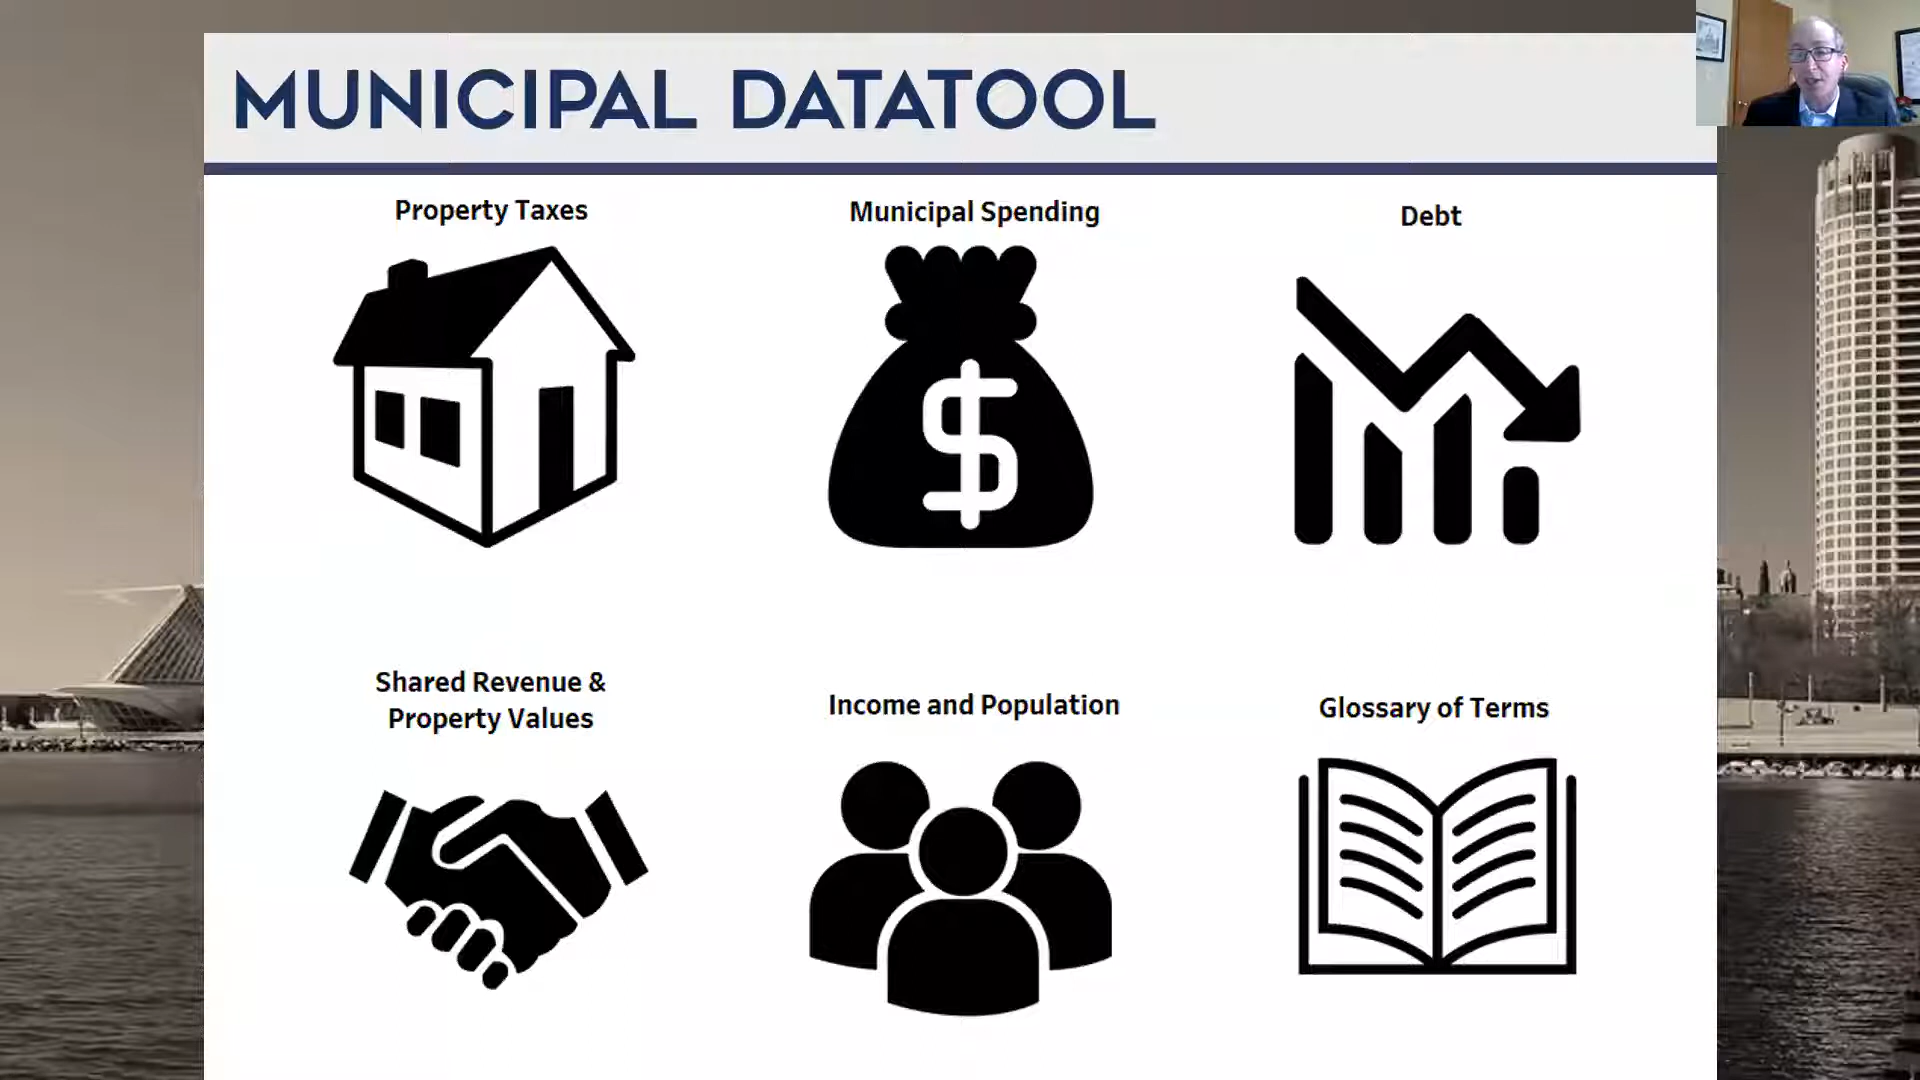 MUNICIPAL DATATOOL
Property Taxes
Municipal Spending
Debt
Shared Revenue &
Property Values
Income and Population
Glossary of Terms